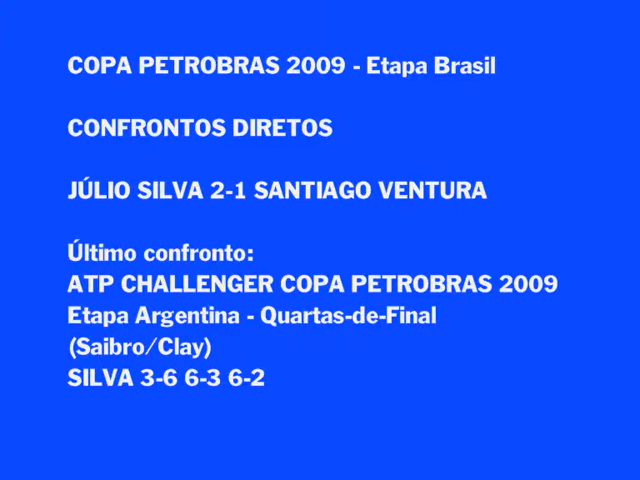 COPA PETROBRAS 2009 - Etapa Brasil
CONFRONTOS DIRETOS
JÚLIO SILVA 2-1 SANTIAGO VENTURA
Último confronto:
ATP CHALLENGER COPA PETROBRAS 2009
Etapa Argentina - Quartas-de-Final
(Saibro/Clay)
SILVA 3-6 6-3 6-2